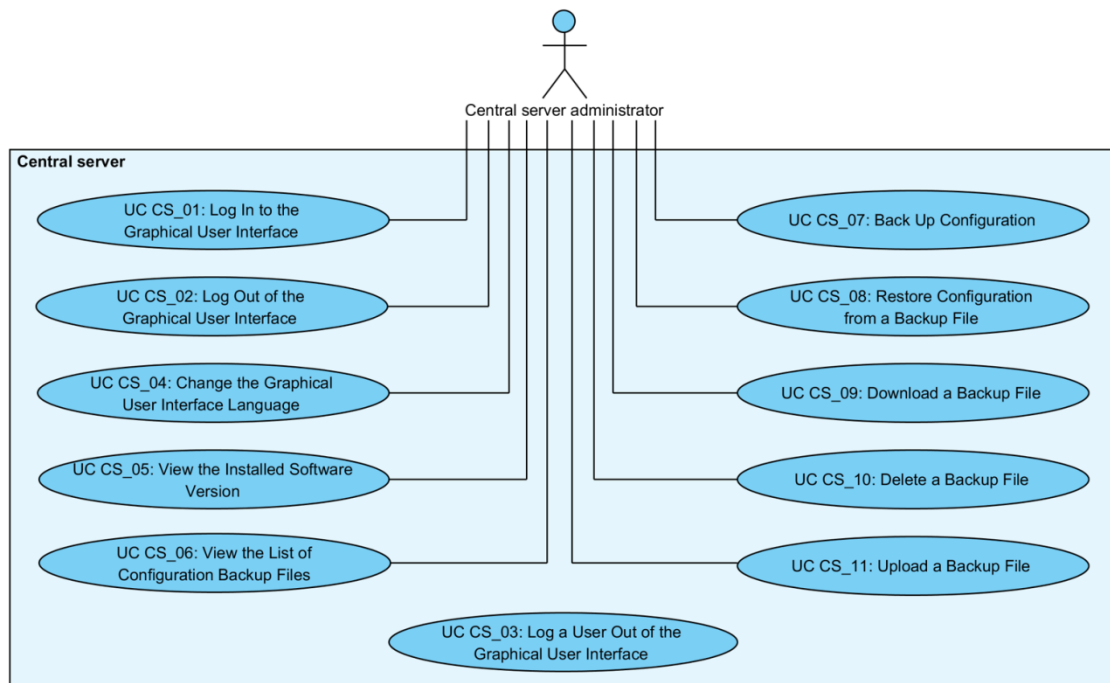 Central server administrator
Central server
UC CS_01: Log In to the
Graphical User Interface
UC CS_02: Log Out of the
Graphical User Interface
UC CS_04: Change the Graphical
User Interface Language
UC CS_05: View the Installed Software
Version
UC CS_06: View the List of
Configuration Backup Files
UC CS_07: Back Up Configuration
UC CS_08: Restore Configuration
from a Backup File
UC CS_09: Download a Backup File
UC CS_10: Delete a Backup File
UC CS_11: Upload a Backup File
UC CS_03: Log a User Out of the
Graphical User Interface